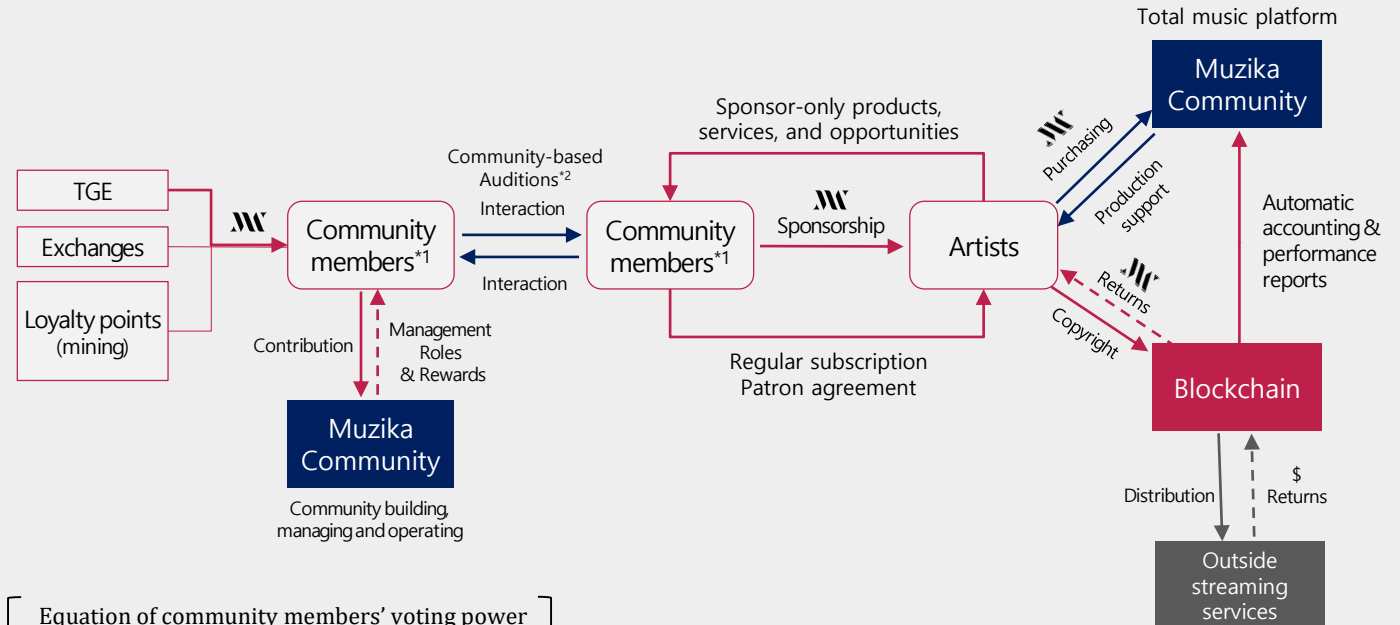 Total music platform
Muzika
Community
Sponsor-only products,
services, and opportunities
Purchasing
Production
support
Community-based
Auditions*2
Interaction
TGE
Exchanges
Loyalty points
(mining)
Community
members*1
Interaction
Community
members*1
Sponsorship
Artists
Automatic
accounting &
performance
reports
Returns
Copyright
Contribution
Management
Roles
& Rewards
Regular subscription
Patron agreement
Blockchain
Muzika
Community
Community building,
managing and operating
Distribution
$
Returns
Outside
streaming
services
Equation of community members' voting power